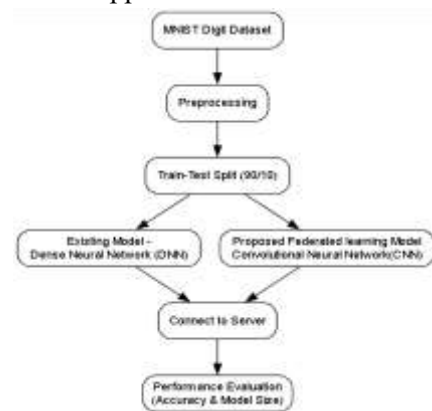 MNIST Digit Dataset
Preprocessing
Train-Test Split (90/10)
Existing Model -
Dense Neural Network (DNN)
Proposed Federated learning Model
Convolutional Neural Network(CNN)
Connect to Server
Performance Evaluation
(Accuracy & Model Size)